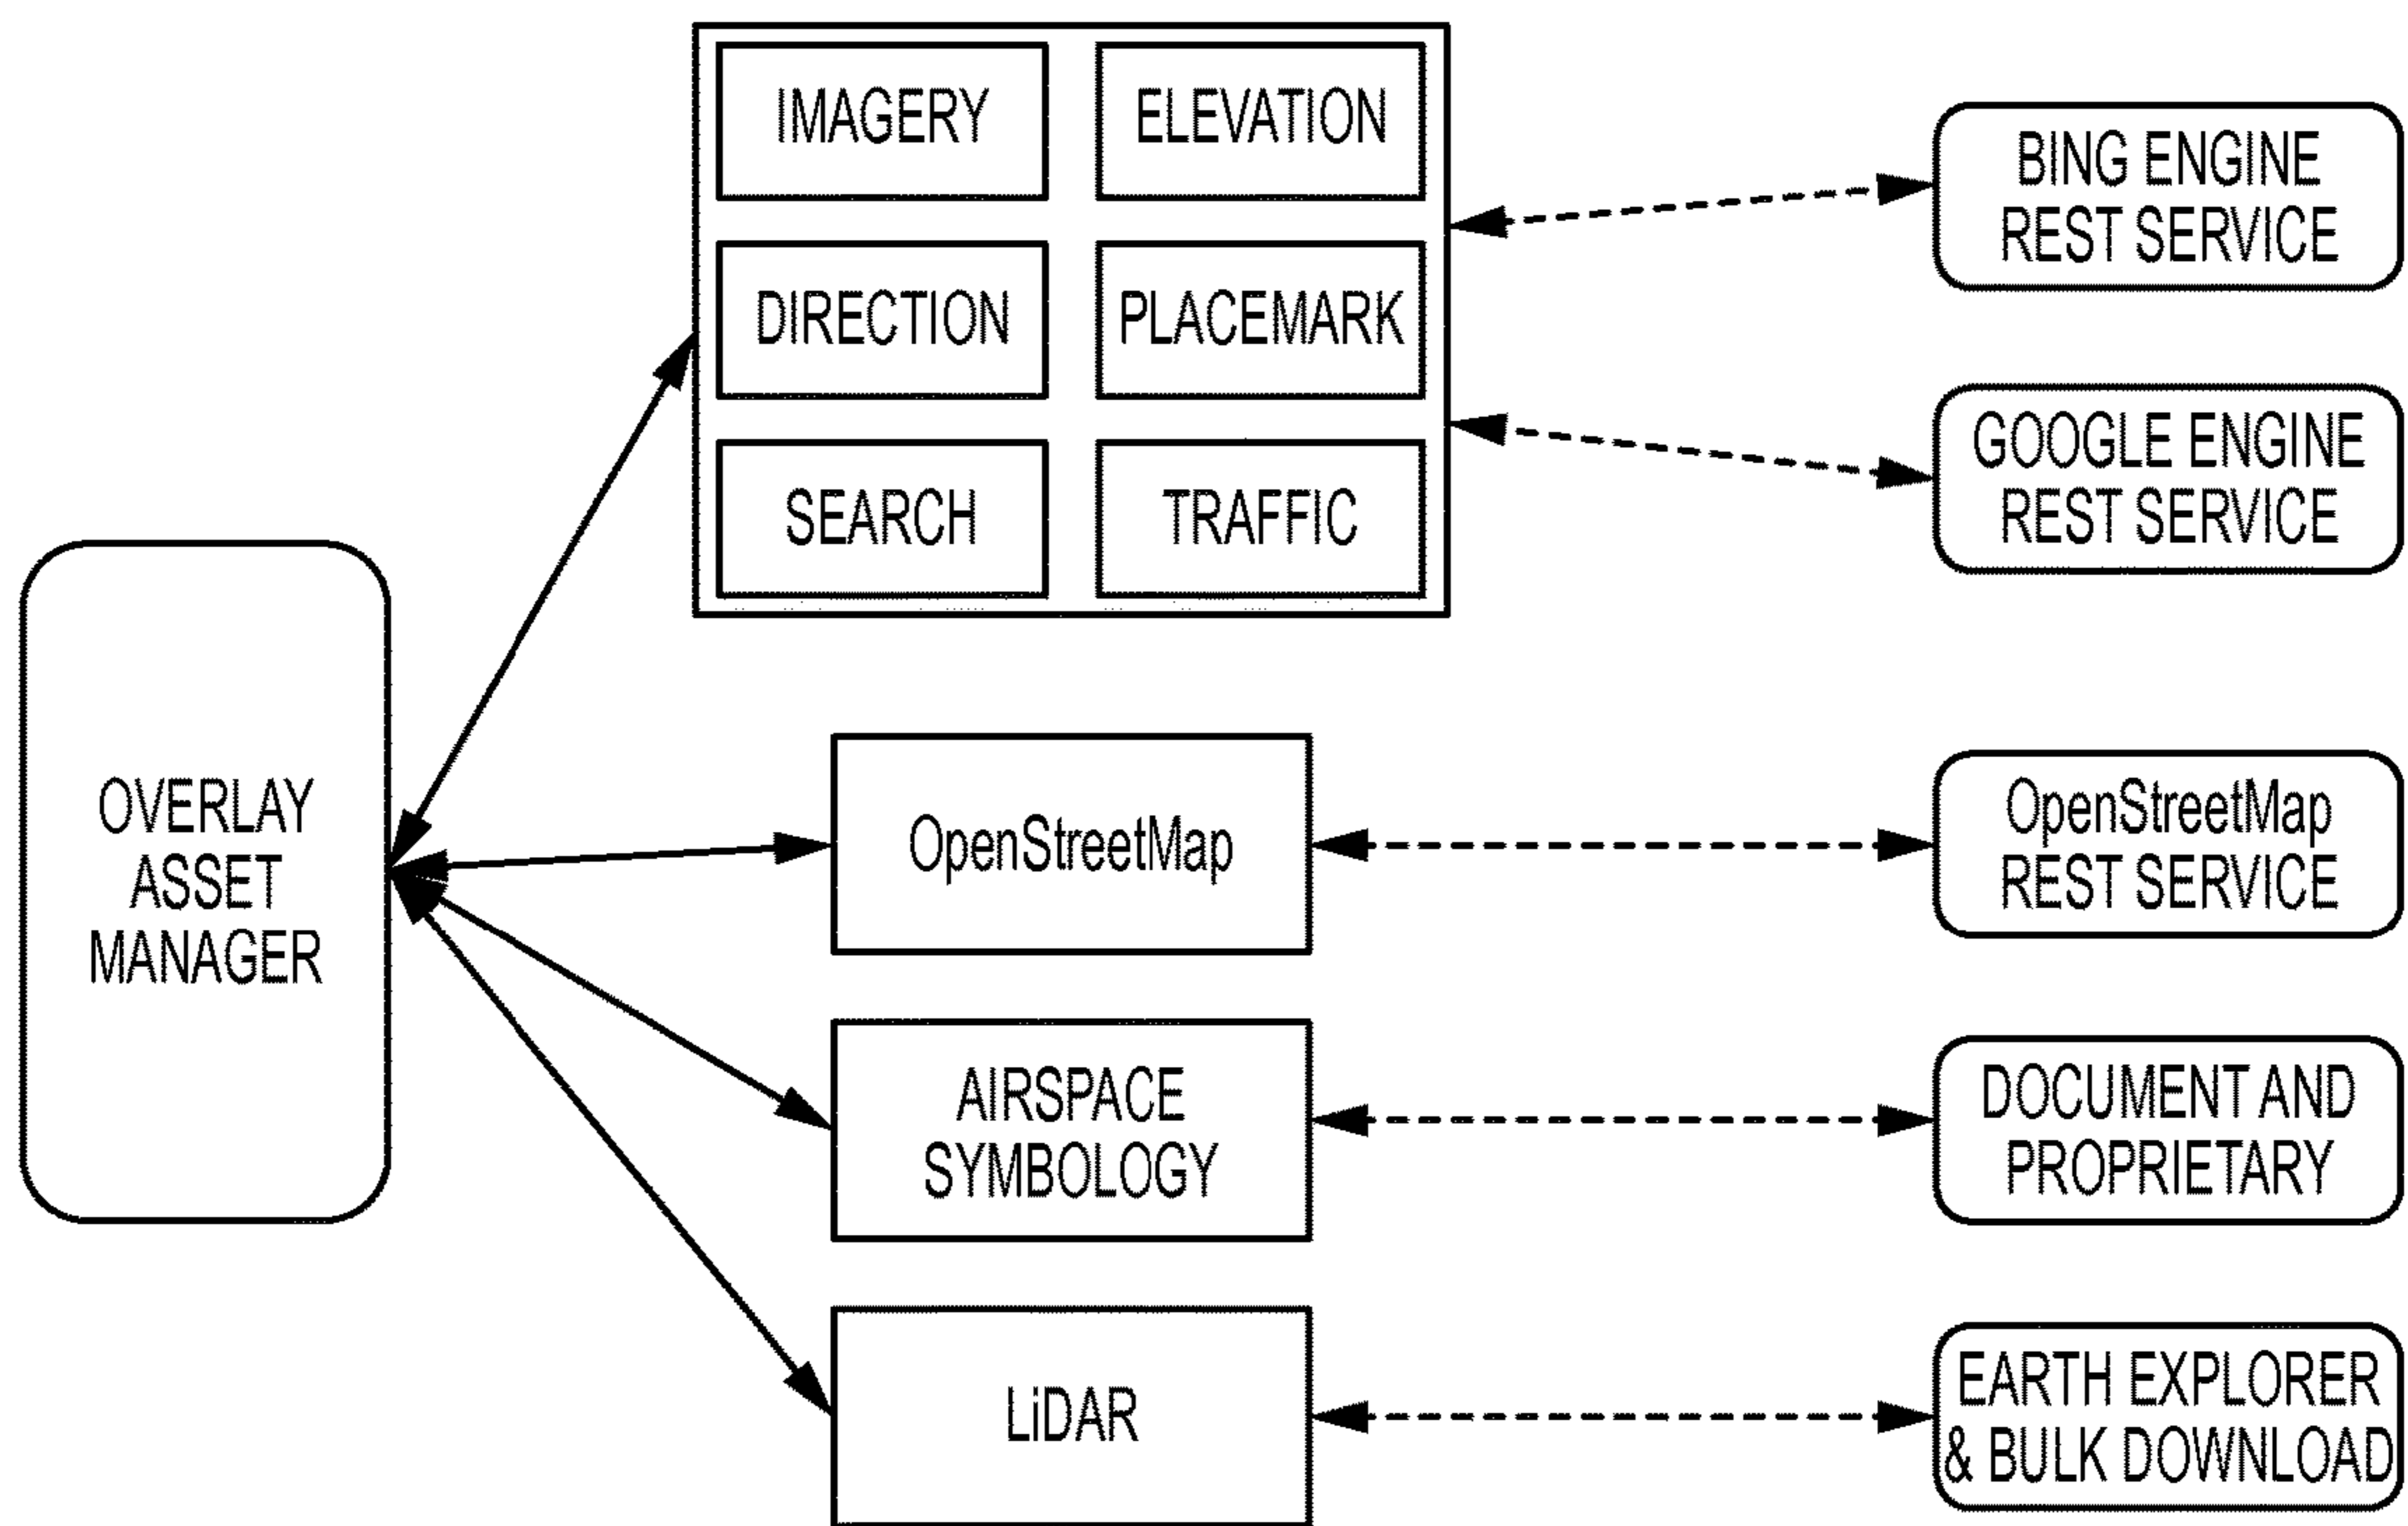 IMAGERY
ELEVATION
DIRECTION
PLACEMARK
SEARCH
TRAFFIC
BING ENGINE
REST SERVICE
GOOGLE ENGINE
REST SERVICE
OVERLAY
ASSET
MANAGER
OpenStreetMap
OpenStreetMap
REST SERVICE
AIRSPACE
SYMBOLOGY
DOCUMENT AND
PROPRIETARY
LiDAR
EARTH EXPLORER
& BULK DOWNLOAD